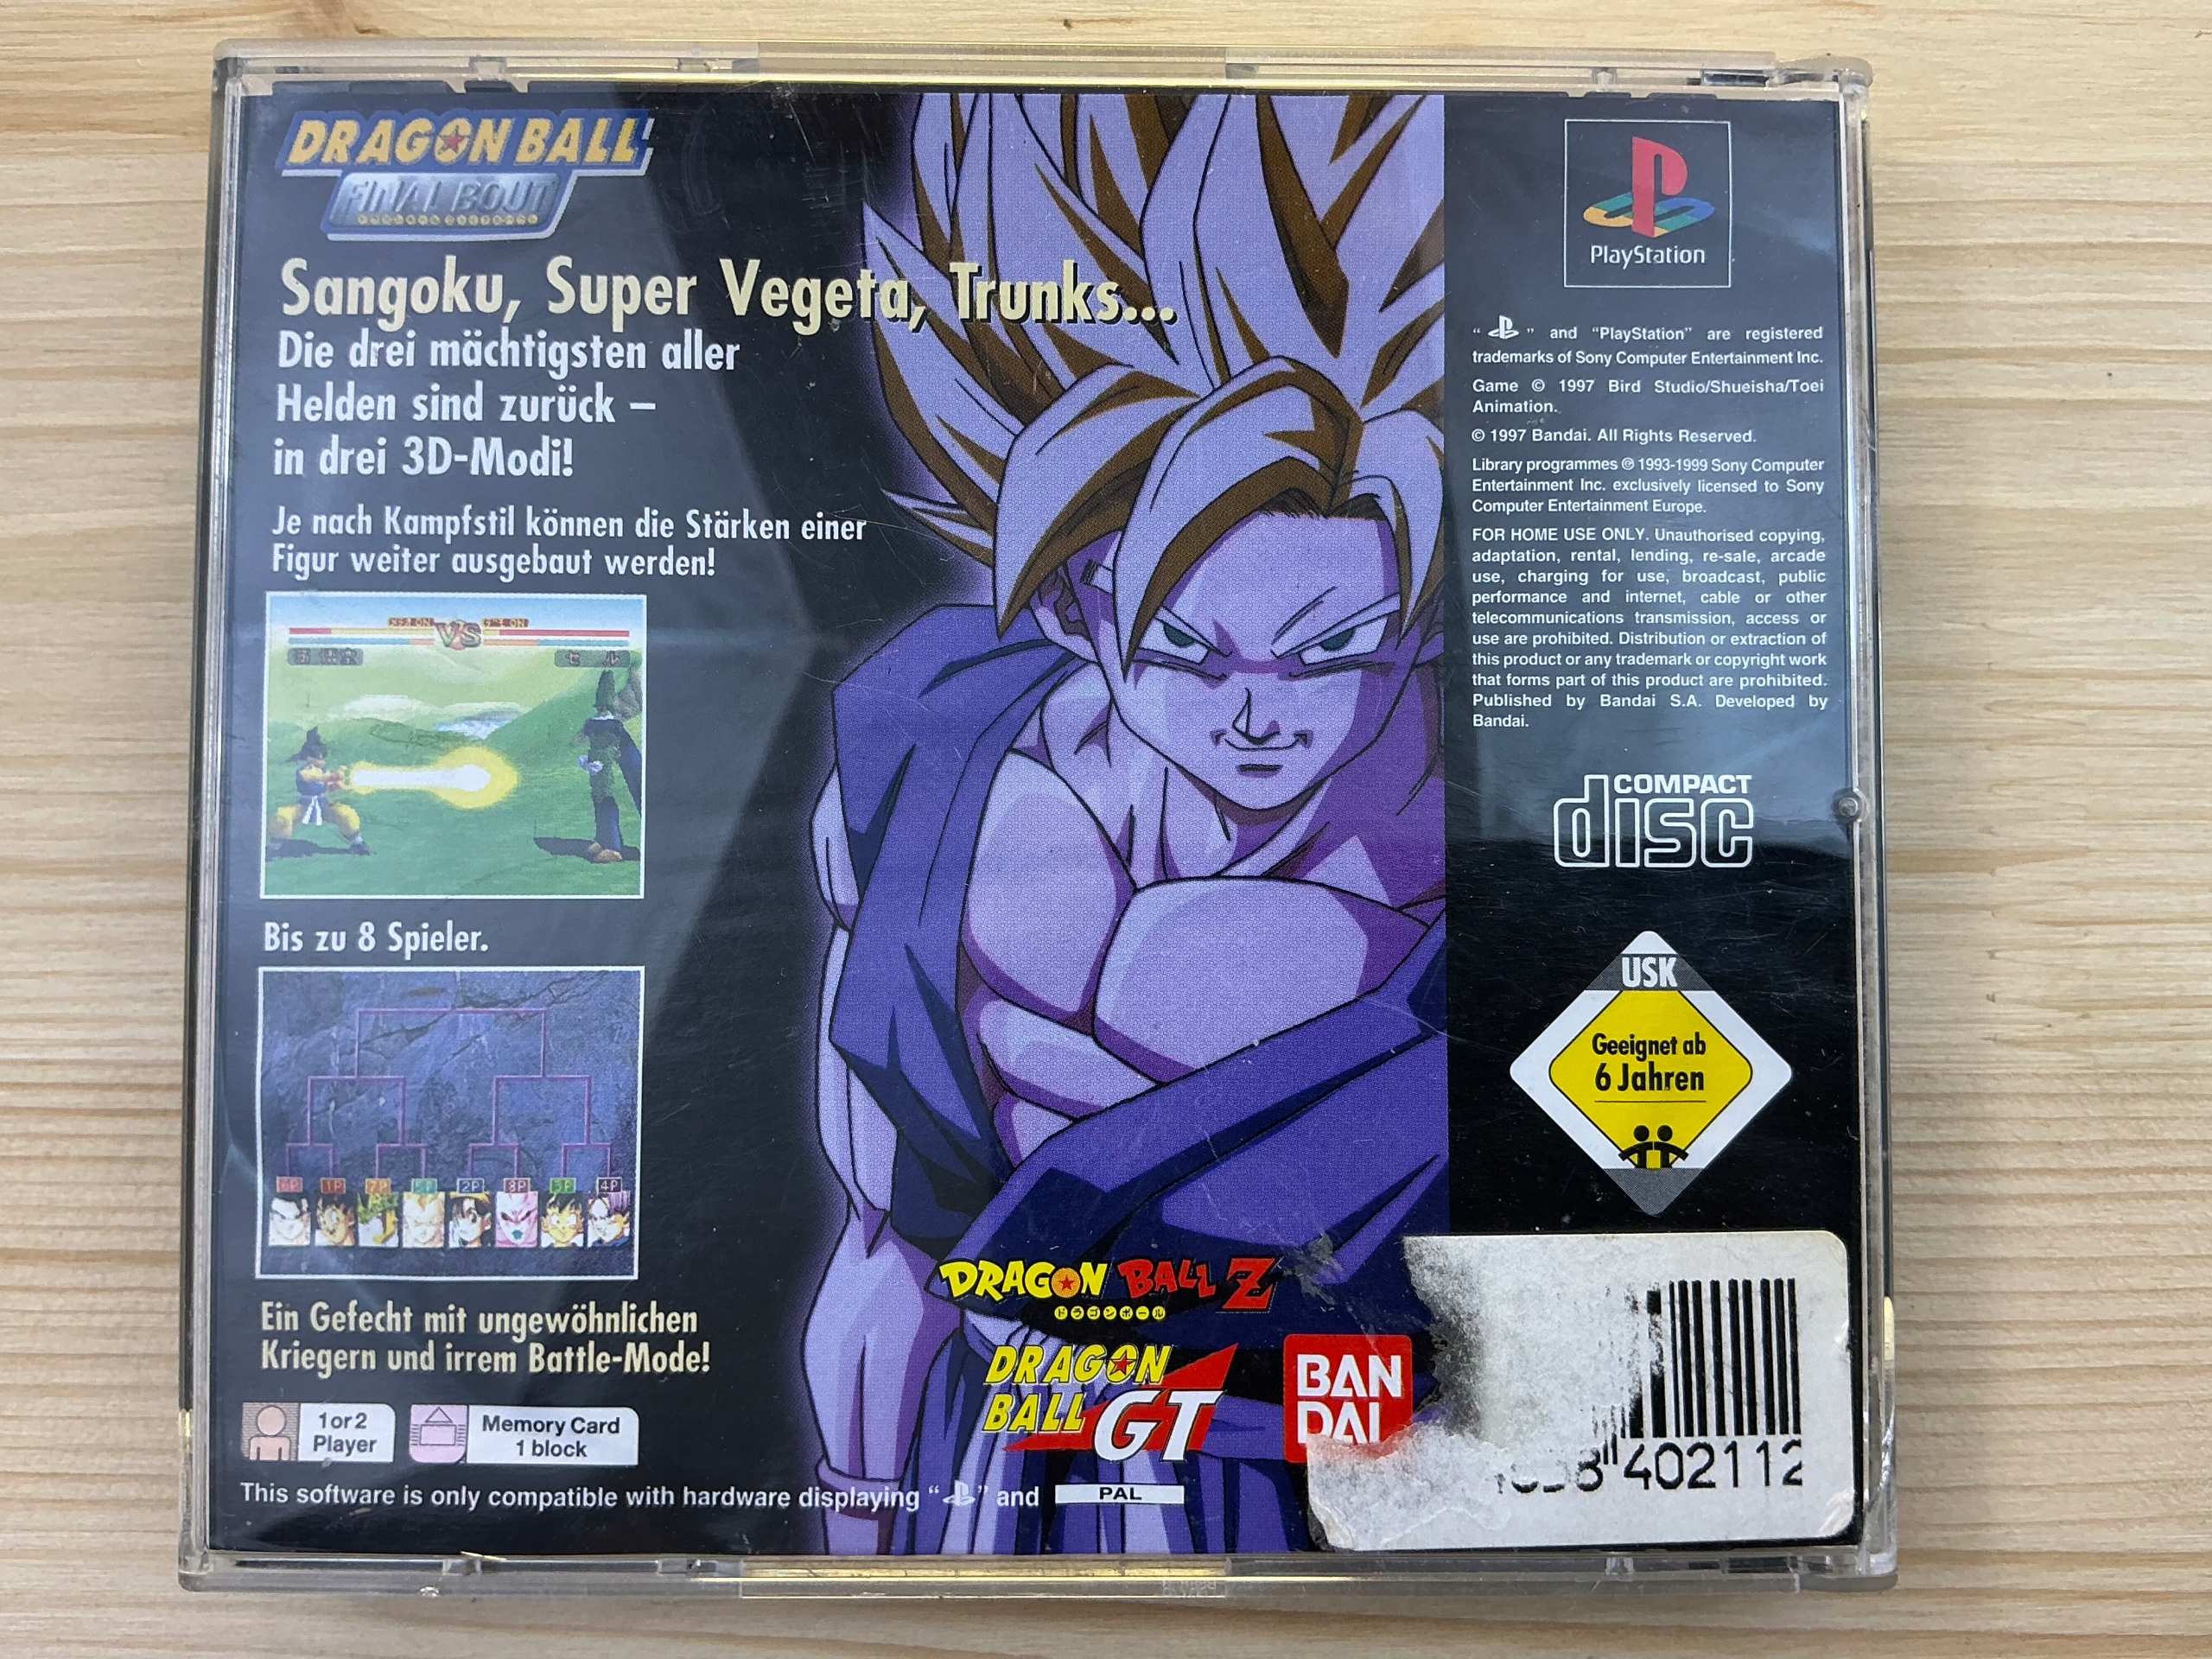 DRAGON BALL
FINAL BOUT
Sangoku, Super Vegeta, Trunks...
Die drei mächtigsten aller
Helden sind zurück –
in drei 3D-Modi!
Je nach Kampfstil können die Stärken einer
Figur weiter ausgebaut werden!
VS
セル
Bis zu 8 Spieler.
6P 1P 7P 5P 2P 8P 3P 4P
Ein Gefecht mit ungewöhnlichen
Kriegern und irrem Battle-Mode!
1 or 2
Player
Memory Card
1 block
This software is only compatible with hardware displaying “ ” and PAL
DRAGON BALL Z
ドラゴンボール
DRAGON
BALL GT
BAN
DAI
PlayStation
“ ” and “PlayStation” are registered
trademarks of Sony Computer Entertainment Inc.
Game © 1997 Bird Studio/Shueisha/Toei
Animation.
© 1997 Bandai. All Rights Reserved.
Library programmes © 1993-1999 Sony Computer
Entertainment Inc. exclusively licensed to Sony
Computer Entertainment Europe.
FOR HOME USE ONLY. Unauthorised copying,
adaptation, rental, lending, re-sale, arcade
use, charging for use, broadcast, public
performance and internet, cable or other
telecommunications transmission, access or
use are prohibited. Distribution or extraction of
this product or any trademark or copyright work
that forms part of this product are prohibited.
Published by Bandai S.A. Developed by
Bandai.
COMPACT
disc
USK
Geeignet ab
6 Jahren
402112